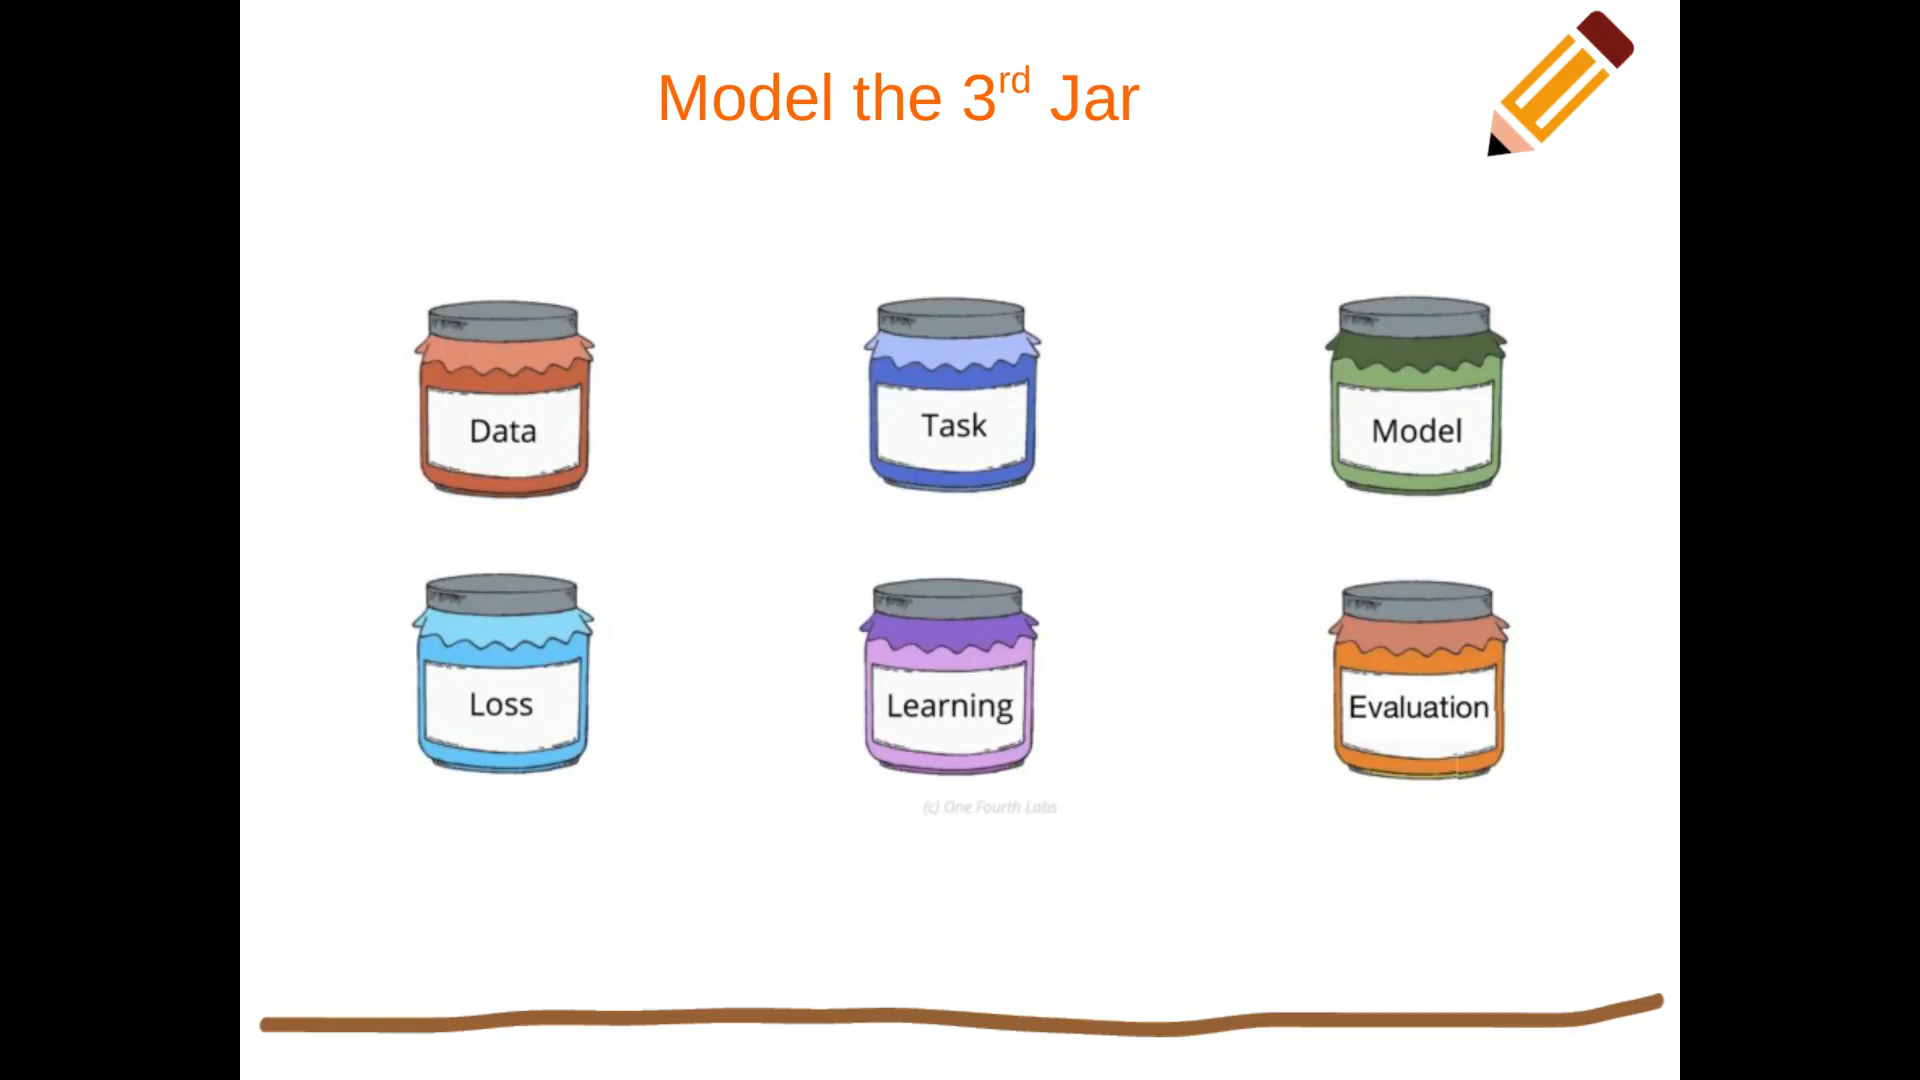 Model the 3rd Jar
Data
Task
Model
Loss
Learning
Evaluation
(c) One Fourth Labs